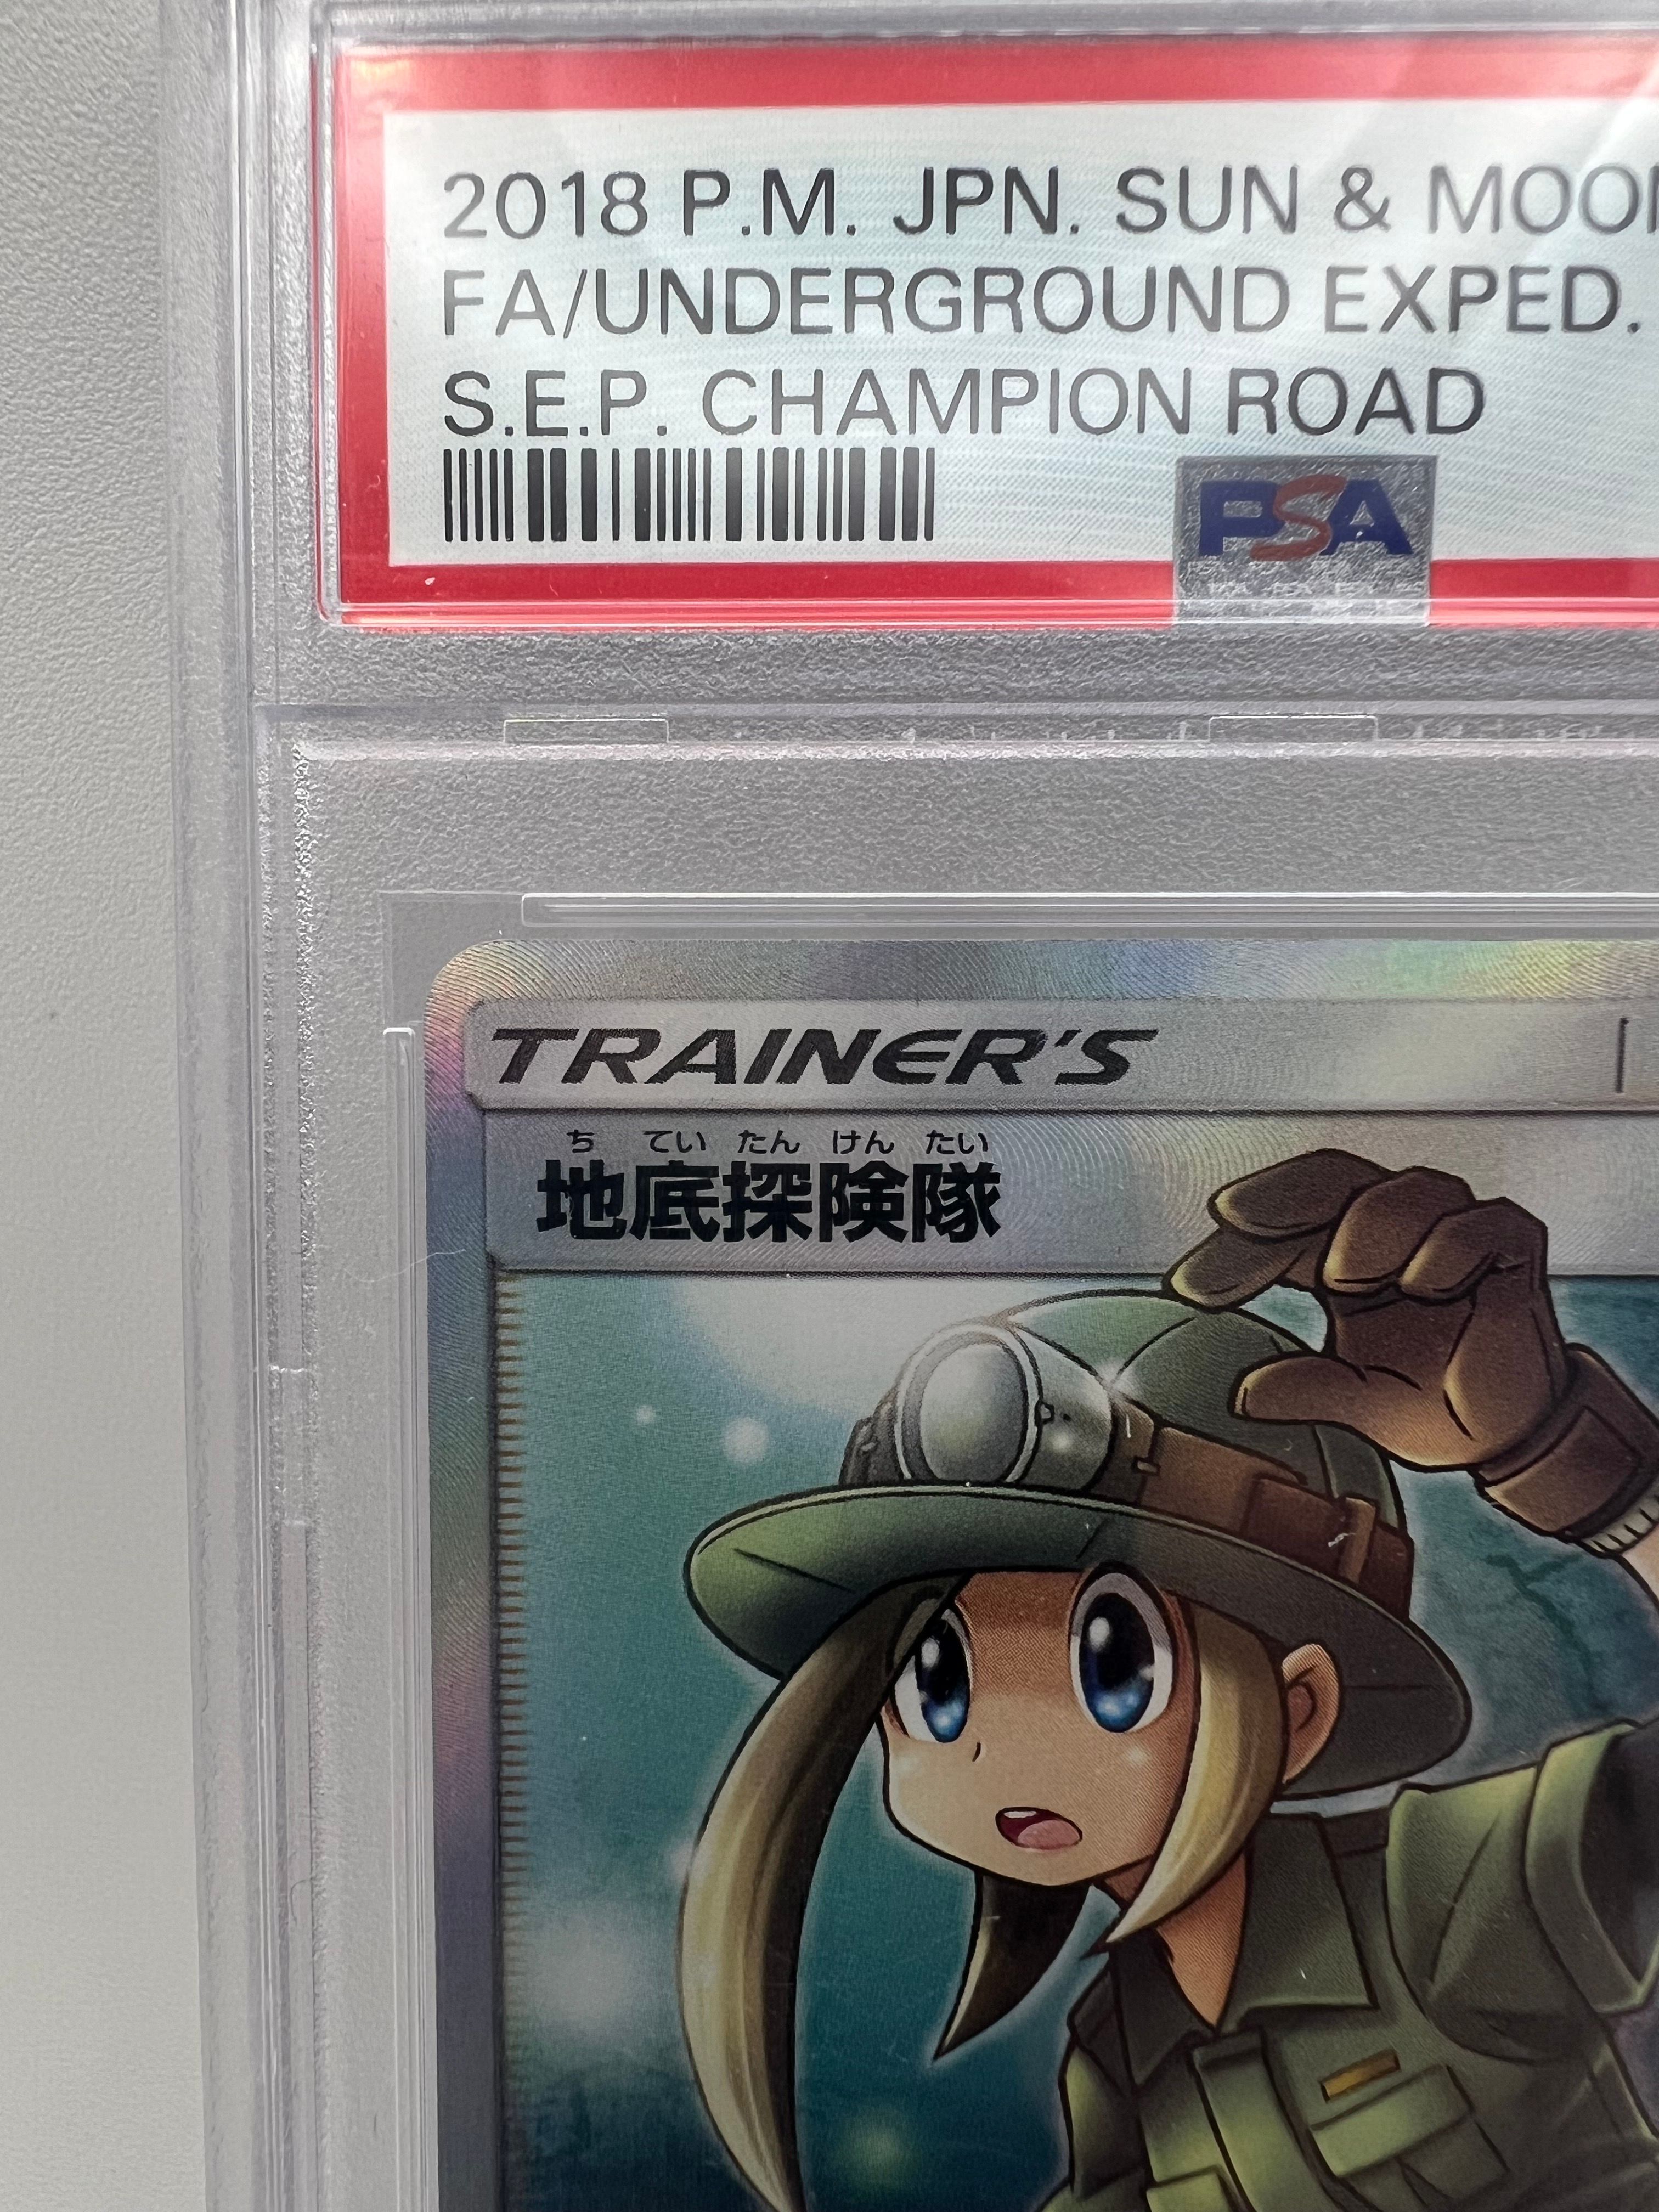 2018 P.M. JPN. SUN & MOON
FA/UNDERGROUND EXPED.
S.E.P. CHAMPION ROAD
PSA
TRAINER'S
ち てい たん けん たい
地底探険隊